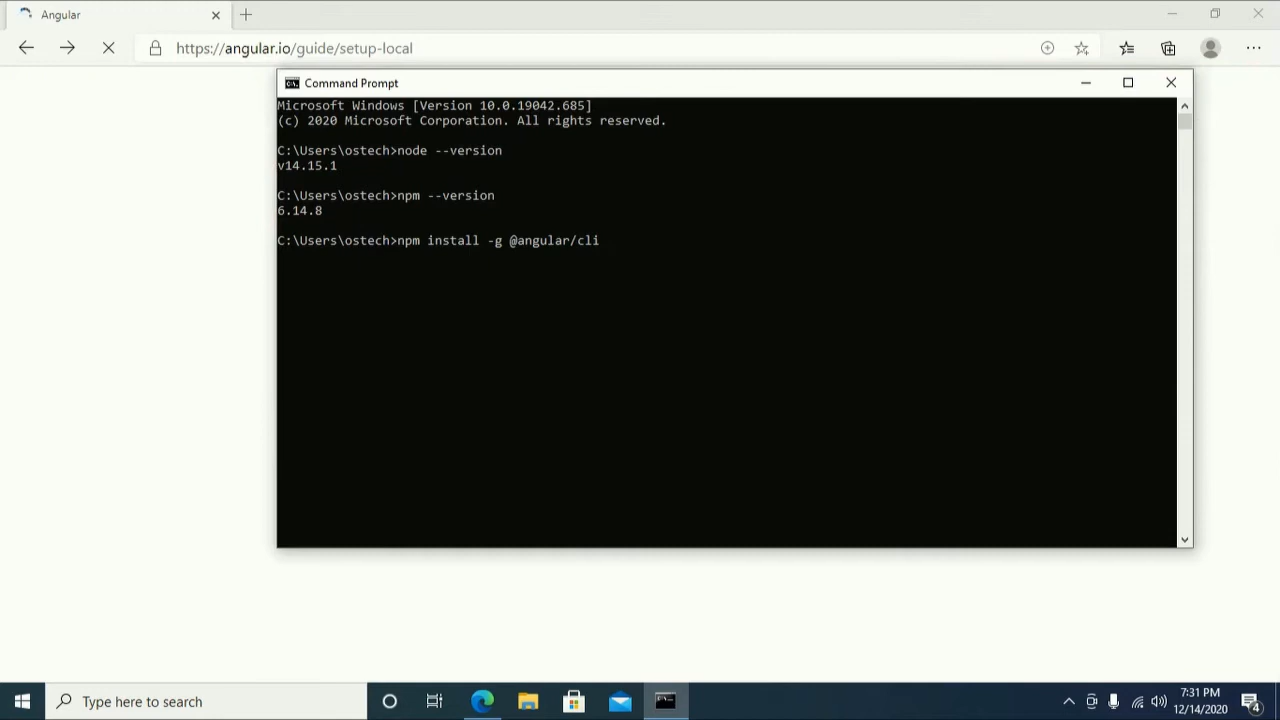 Angular
https://angular.io/guide/setup-local
Command Prompt
Microsoft Windows [Version 10.0.19042.685]
(c) 2020 Microsoft Corporation. All rights reserved.
C:\Users\ostech>node --version
v14.15.1
C:\Users\ostech>npm --version
6.14.8
C:\Users\ostech>npm install -g @angular/cli
Type here to search
7:31 PM
12/14/2020
4